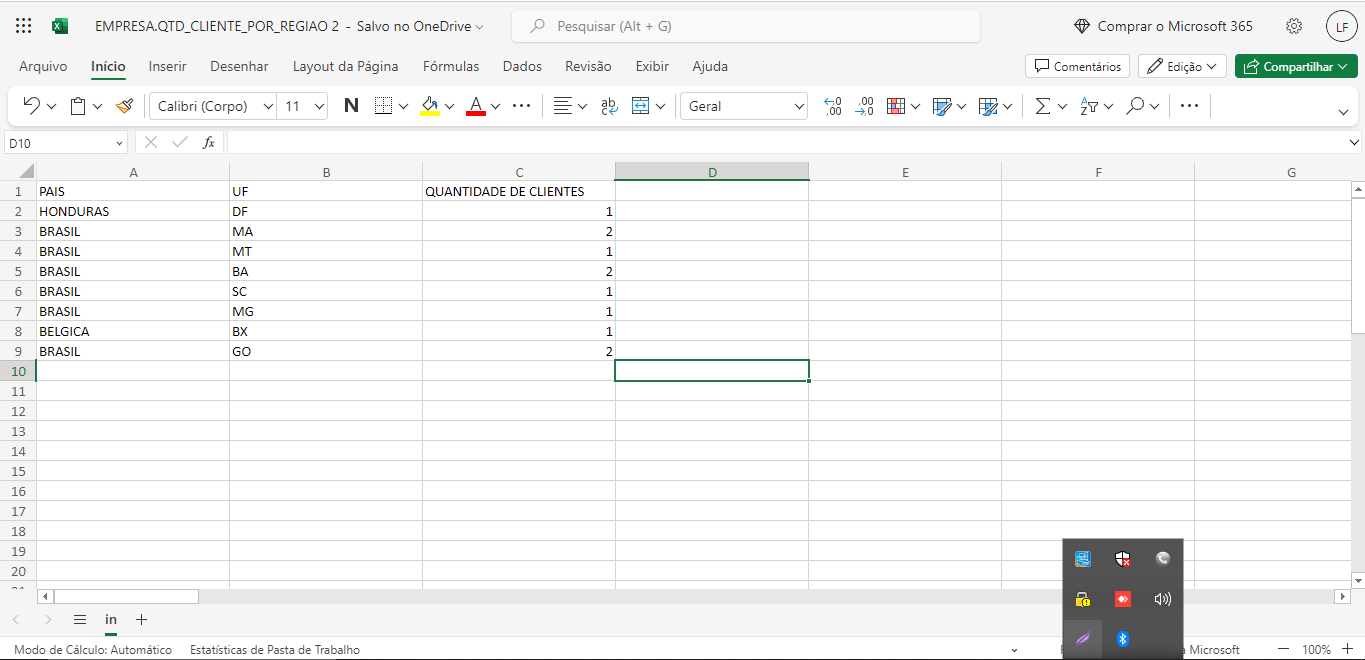 EMPRESA.QTD_CLIENTE_POR_REGIAO 2 - Salvo no OneDrive
Pesquisar (Alt + G)
Comprar o Microsoft 365
LF
Arquivo Início Inserir Desenhar Layout da Página Fórmulas Dados Revisão Exibir Ajuda
Comentários Edição Compartilhar
Calibri (Corpo) 11 N A ab Geral
D10 fx
A B C D E F G
1 PAIS UF QUANTIDADE DE CLIENTES
2 HONDURAS DF 1
3 BRASIL MA 2
4 BRASIL MT 1
5 BRASIL BA 2
6 BRASIL SC 1
7 BRASIL MG 1
8 BELGICA BX 1
9 BRASIL GO 2
10
11
12
13
14
15
16
17
18
19
20
in
Modo de Cálculo: Automático Estatísticas de Pasta de Trabalho
Microsoft 100%